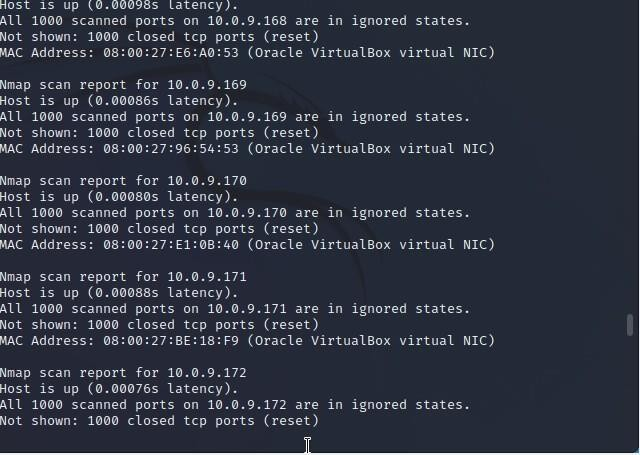 Host is up (0.00098s latency).
All 1000 scanned ports on 10.0.9.168 are in ignored states.
Not shown: 1000 closed tcp ports (reset)
MAC Address: 08:00:27:E6:A0:53 (Oracle VirtualBox virtual NIC)
Nmap scan report for 10.0.9.169
Host is up (0.00086s latency).
All 1000 scanned ports on 10.0.9.169 are in ignored states.
Not shown: 1000 closed tcp ports (reset)
MAC Address: 08:00:27:96:54:53 (Oracle VirtualBox virtual NIC)
Nmap scan report for 10.0.9.170
Host is up (0.00080s latency).
All 1000 scanned ports on 10.0.9.170 are in ignored states.
Not shown: 1000 closed tcp ports (reset)
MAC Address: 08:00:27:E1:0B:40 (Oracle VirtualBox virtual NIC)
Nmap scan report for 10.0.9.171
Host is up (0.00088s latency).
All 1000 scanned ports on 10.0.9.171 are in ignored states.
Not shown: 1000 closed tcp ports (reset)
MAC Address: 08:00:27:BE:18:F9 (Oracle VirtualBox virtual NIC)
Nmap scan report for 10.0.9.172
Host is up (0.00076s latency).
All 1000 scanned ports on 10.0.9.172 are in ignored states.
Not shown: 1000 closed tcp ports (reset)